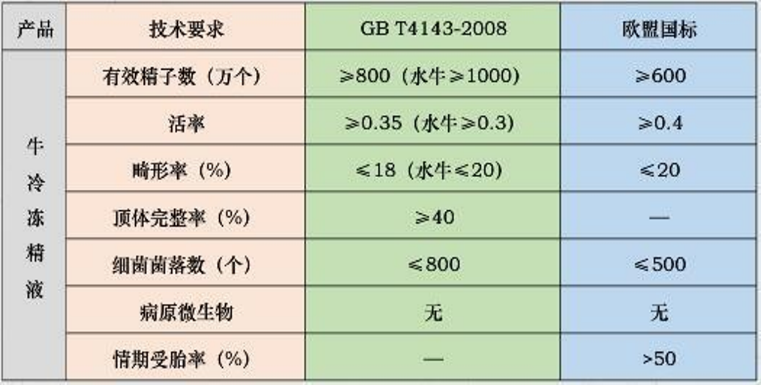 产品 技术要求 GB T4143-2008 欧盟国标
牛冷冻精液
有效精子数（万个） ≥800（水牛≥1000） ≥600
活率 ≥0.35（水牛≥0.3） ≥0.4
畸形率（%） ≤18（水牛≤20） ≤20
顶体完整率（%） ≥40 —
细菌菌落数（个） ≤800 ≤500
病原微生物 无 无
情期受胎率（%） — >50